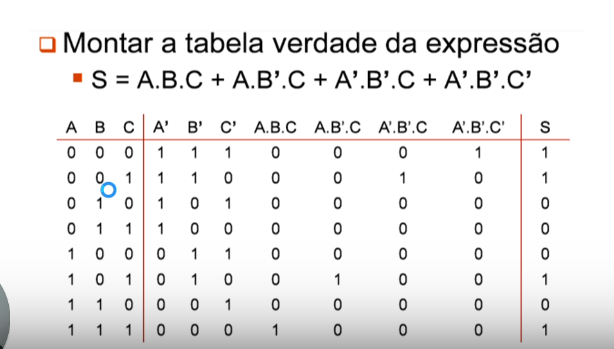 Montar a tabela verdade da expressão
S = A.B.C + A.B’.C + A’.B’.C + A’.B’.C’
A B C A’ B’ C’ A.B.C A.B’.C A’.B’.C A’.B’.C’ S
0 0 0 1 1 1 0 0 0 1 1
0 0 1 1 1 0 0 0 1 0 1
0 1 0 1 0 1 0 0 0 0 0
0 1 1 1 0 0 0 0 0 0 0
1 0 0 0 1 1 0 0 0 0 0
1 0 1 0 1 0 0 1 0 0 1
1 1 0 0 0 1 0 0 0 0 0
1 1 1 0 0 0 1 0 0 0 1